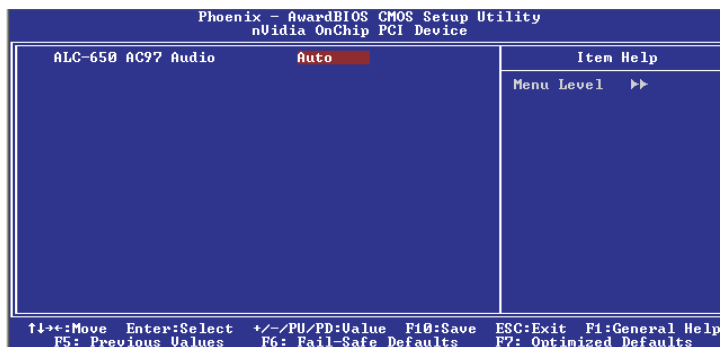 Phoenix - AwardBIOS CMOS Setup Utility
nVidia OnChip PCI Device
ALC-650 AC97 Audio Auto
Item Help
Menu Level ▶▶
↑↓→←:Move Enter:Select +/-/PU/PD:Value F10:Save ESC:Exit F1:General Help
F5: Previous Values F6: Fail-Safe Defaults F7: Optimized Defaults